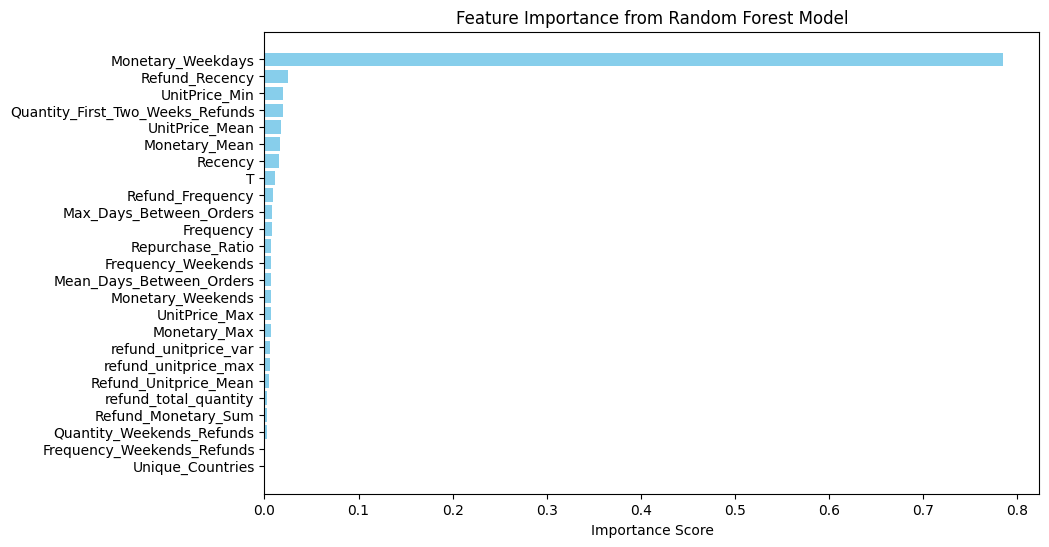 Feature Importance from Random Forest Model
Monetary_Weekdays
Refund_Recency
UnitPrice_Min
Quantity_First_Two_Weeks_Refunds
UnitPrice_Mean
Monetary_Mean
Recency
T
Refund_Frequency
Max_Days_Between_Orders
Frequency
Repurchase_Ratio
Frequency_Weekends
Mean_Days_Between_Orders
Monetary_Weekends
UnitPrice_Max
Monetary_Max
refund_unitprice_var
refund_unitprice_max
Refund_Unitprice_Mean
refund_total_quantity
Refund_Monetary_Sum
Quantity_Weekends_Refunds
Frequency_Weekends_Refunds
Unique_Countries
0.0 0.1 0.2 0.3 0.4 0.5 0.6 0.7 0.8
Importance Score